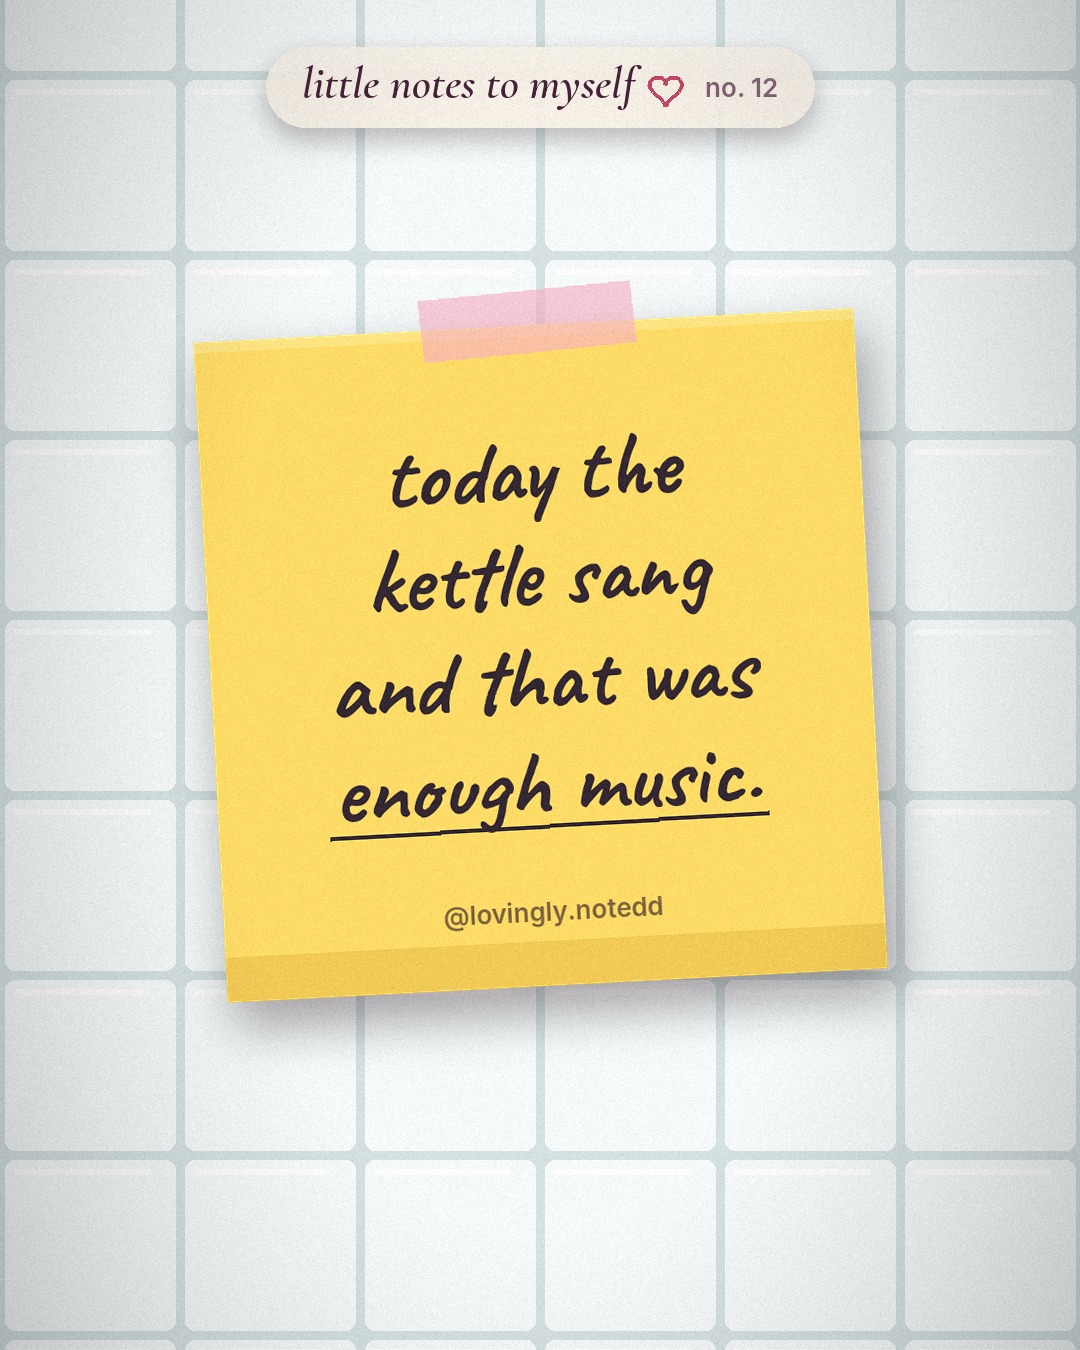 little notes to myself ♡ no. 12
today the
kettle sang
and that was
enough music.
@lovingly.notedd